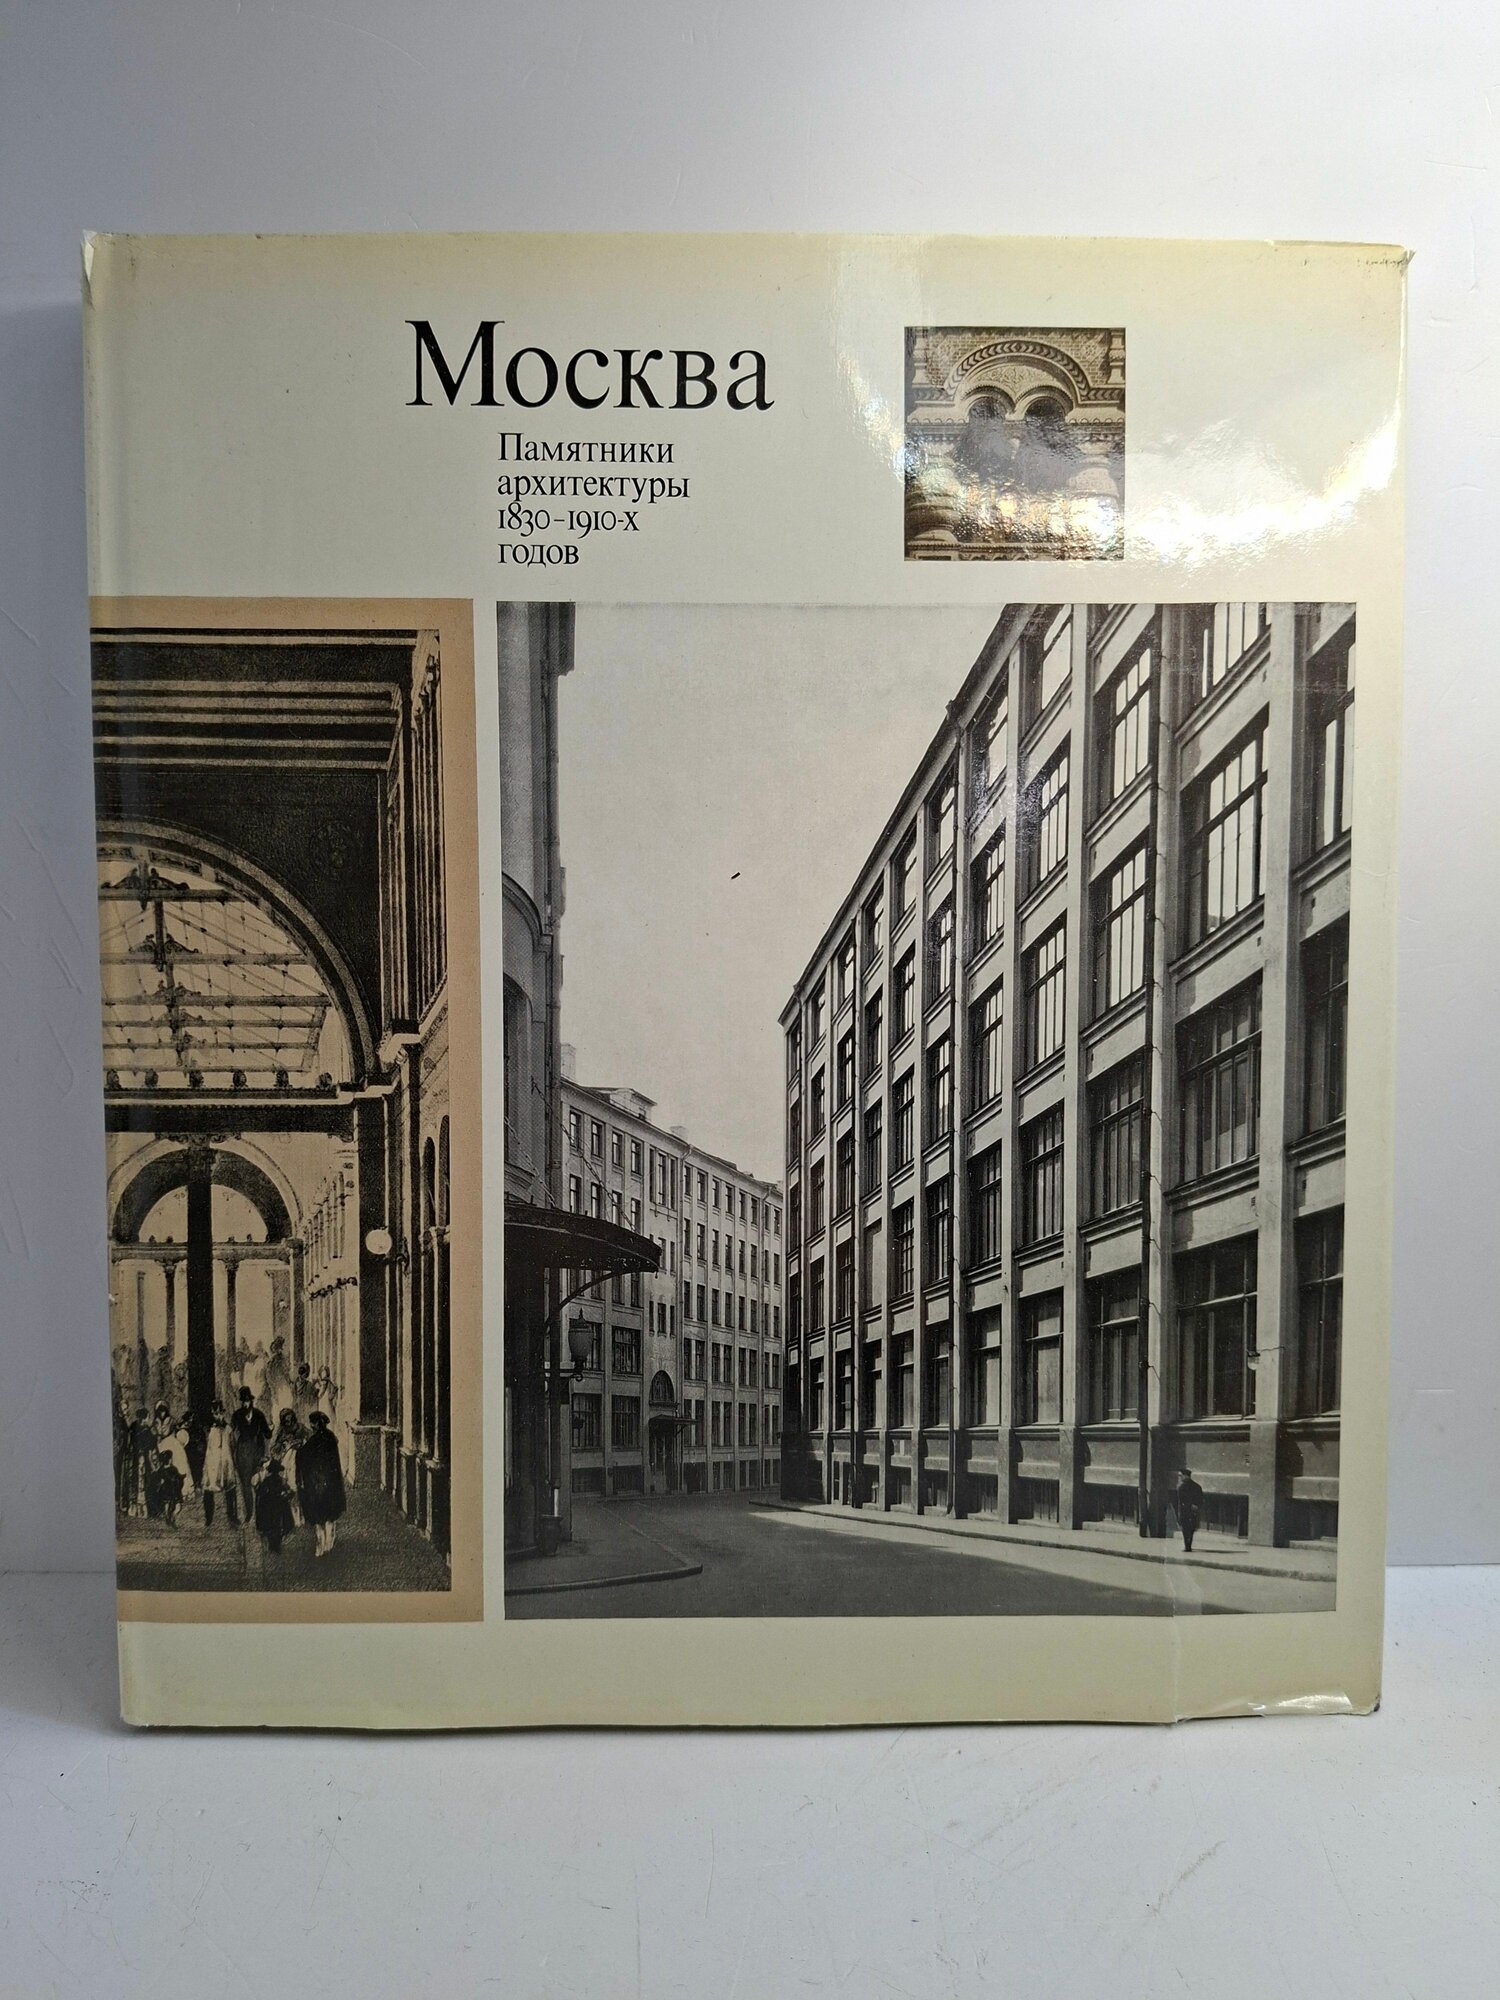 Москва
Памятники
архитектуры
1830-1910-х
годов